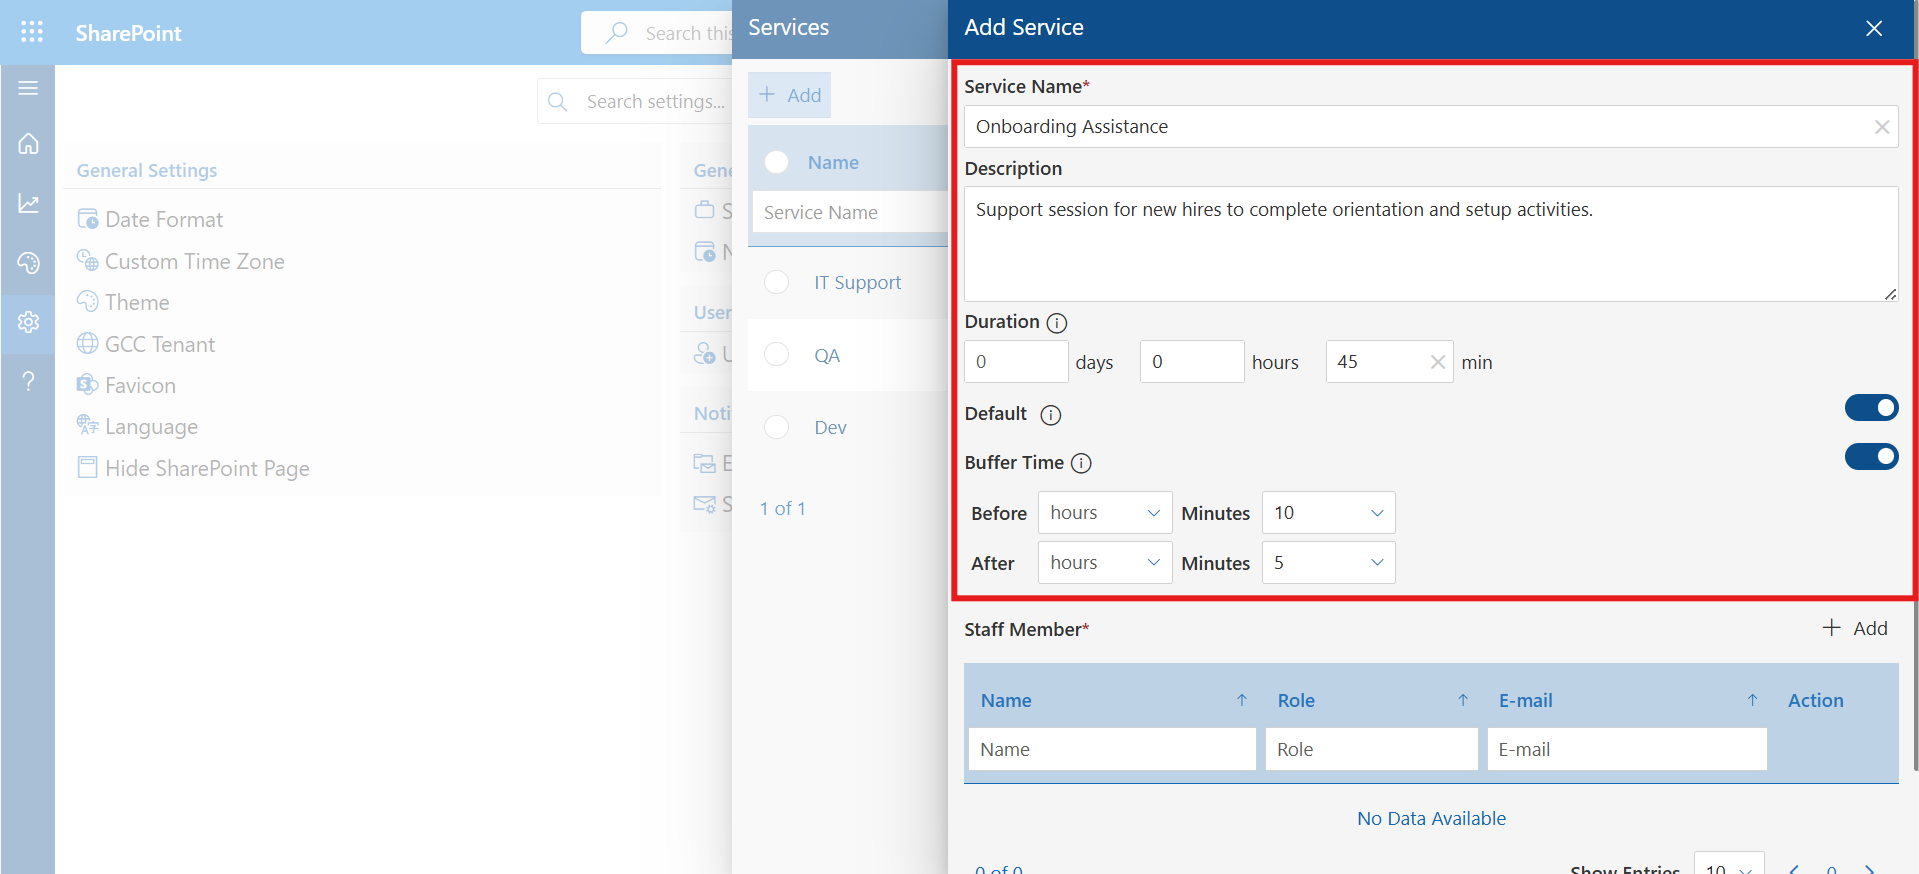 SharePoint
Search this
Search settings...
General Settings
Date Format
Custom Time Zone
Theme
GCC Tenant
Favicon
Language
Hide SharePoint Page
Services
Add
Name
Service Name
IT Support
QA
Dev
1 of 1
Add Service
Service Name*
Onboarding Assistance
Description
Support session for new hires to complete orientation and setup activities.
Duration
0 days 0 hours 45 min
Default
Buffer Time
Before hours Minutes 10
After hours Minutes 5
Staff Member* Add
Name Role E-mail Action
Name Role E-mail
No Data Available
0 of 0 Show Entries 10 0